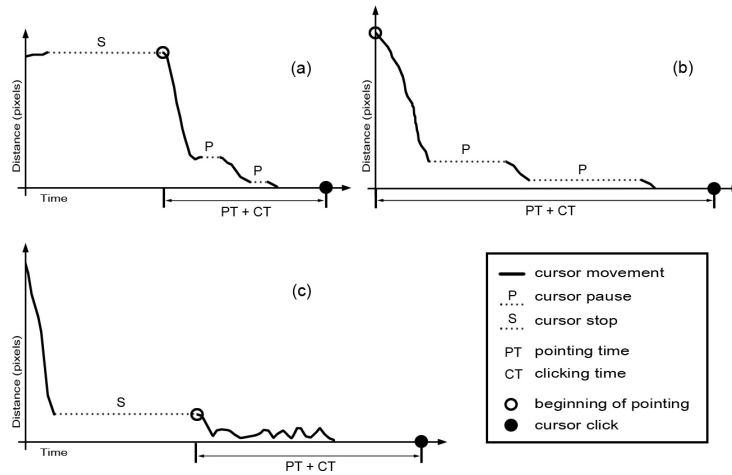 (a)
Distance (pixels)
S
P
P
Time
PT + CT
(b)
Distance (pixels)
P
P
PT + CT
(c)
Distance (pixels)
S
Time
PT + CT
cursor movement
P cursor pause
S cursor stop
PT pointing time
CT clicking time
beginning of pointing
cursor click